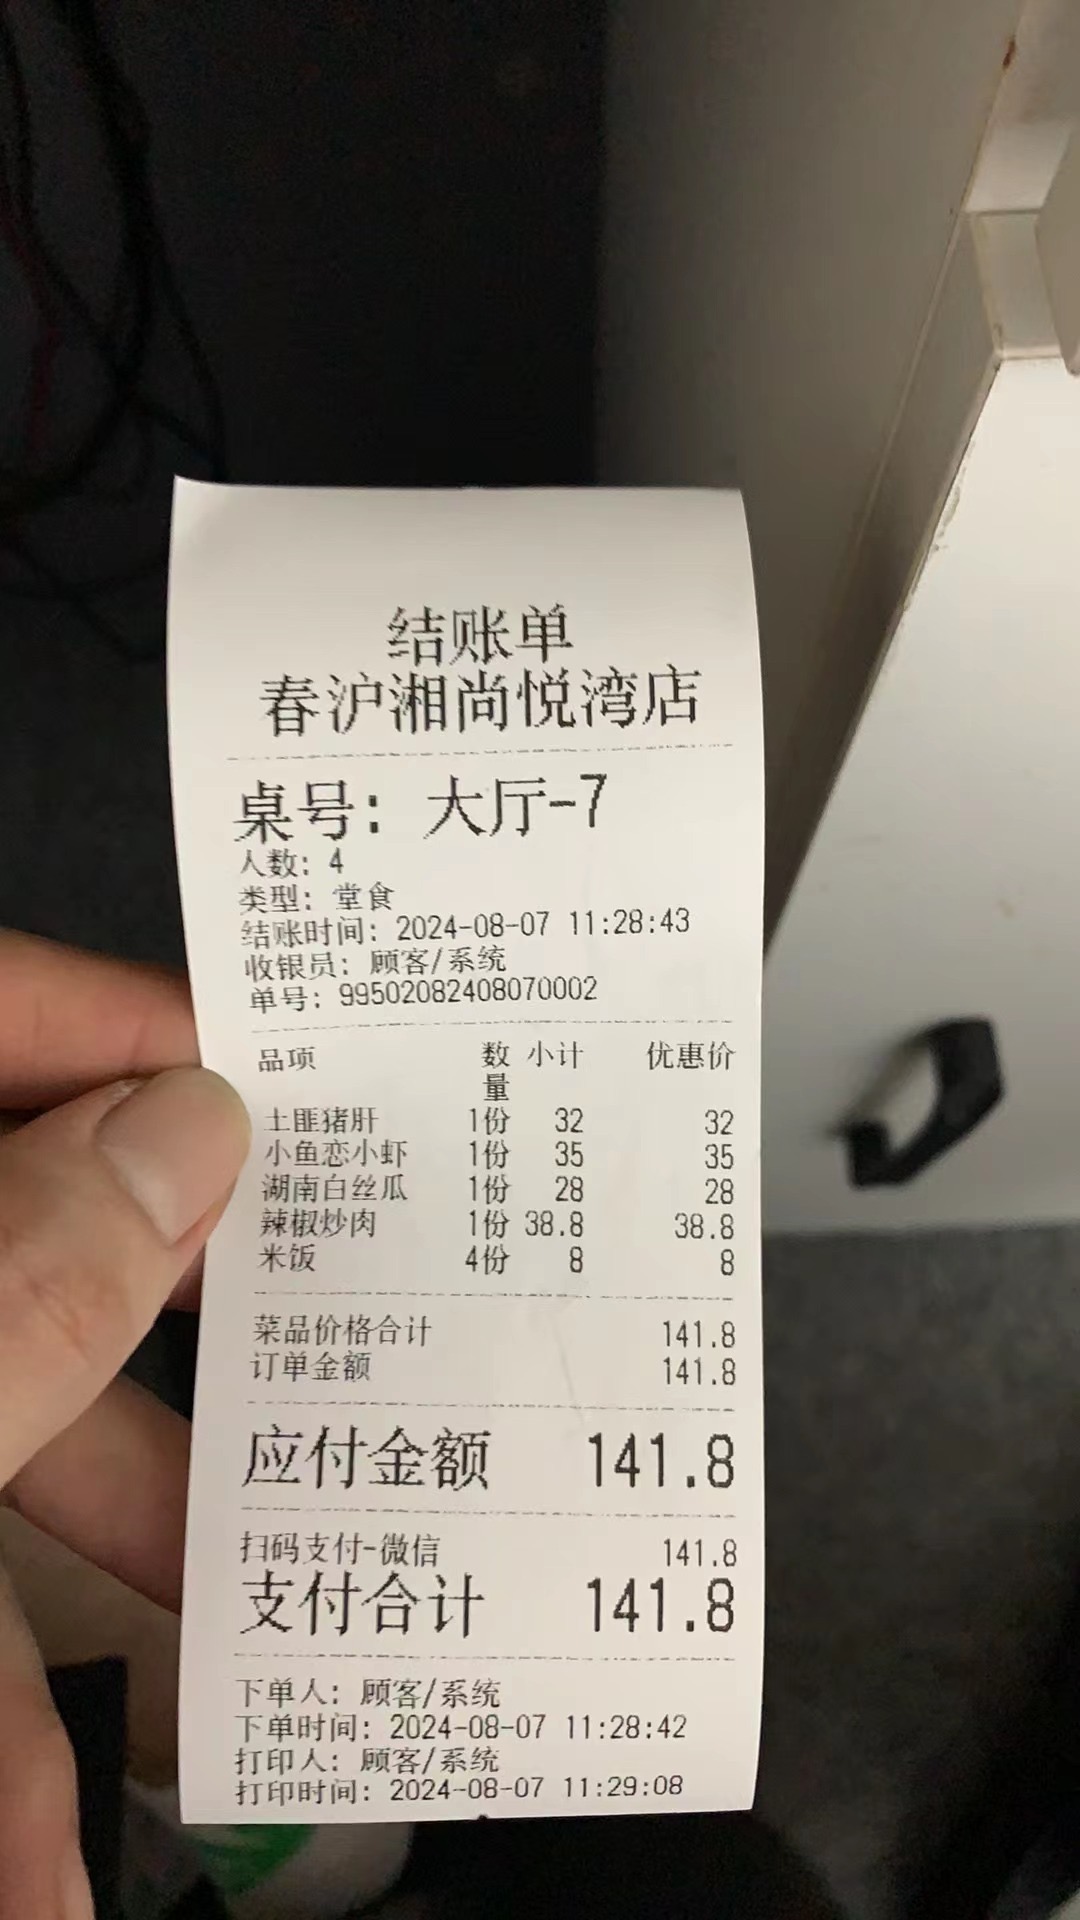 结账单
春沪湘尚悦湾店
桌号：大厅-7
人数：4
类型：堂食
结账时间：2024-08-07 11:28:43
收银员：顾客/系统
单号：99502082408070002
品项 数量 小计 优惠价
土匪猪肝 1份 32 32
小鱼恋小虾 1份 35 35
湖南白丝瓜 1份 28 28
辣椒炒肉 1份 38.8 38.8
米饭 4份 8 8
菜品价格合计 141.8
订单金额 141.8
应付金额 141.8
扫码支付-微信 141.8
支付合计 141.8
下单人：顾客/系统
下单时间：2024-08-07 11:28:42
打印人：顾客/系统
打印时间：2024-08-07 11:29:08